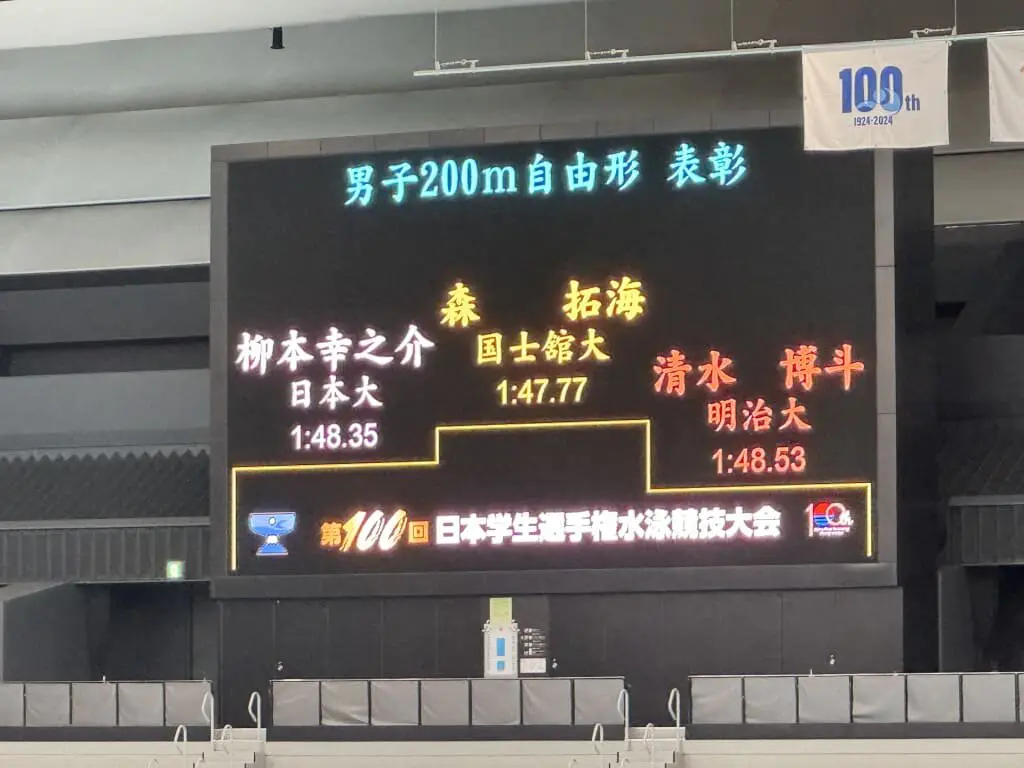 100th
1924-2024
男子200m自由形 表彰
森 拓海
国士舘大
1:47.77
柳本幸之介
日本大
1:48.35
清水 博斗
明治大
1:48.53
第100回日本学生選手権水泳競技大会
100th